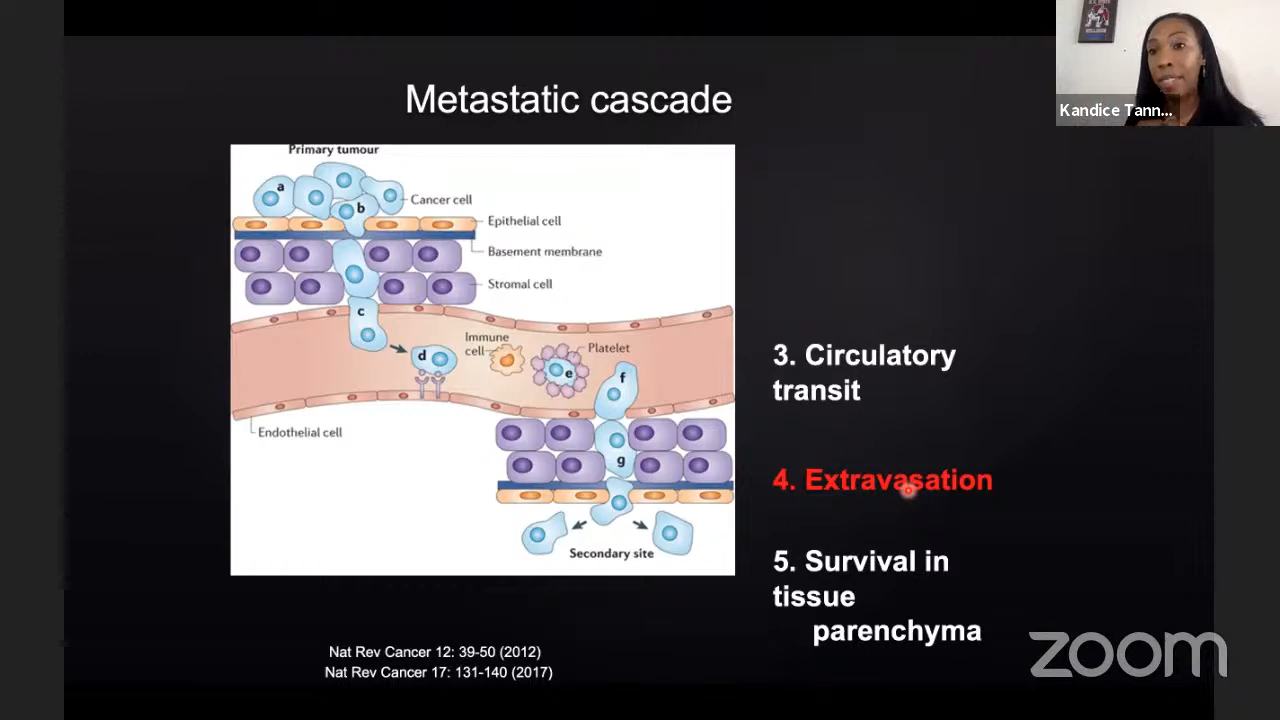 Metastatic cascade
Kandice Tann...
Primary tumour
a
b
Cancer cell
Epithelial cell
Basement membrane
Stromal cell
c
d
Immune
cell
Platelet
e
f
Endothelial cell
g
Secondary site
3. Circulatory
transit
4. Extravasation
5. Survival in
tissue
parenchyma
Nat Rev Cancer 12: 39-50 (2012)
Nat Rev Cancer 17: 131-140 (2017)
zoom